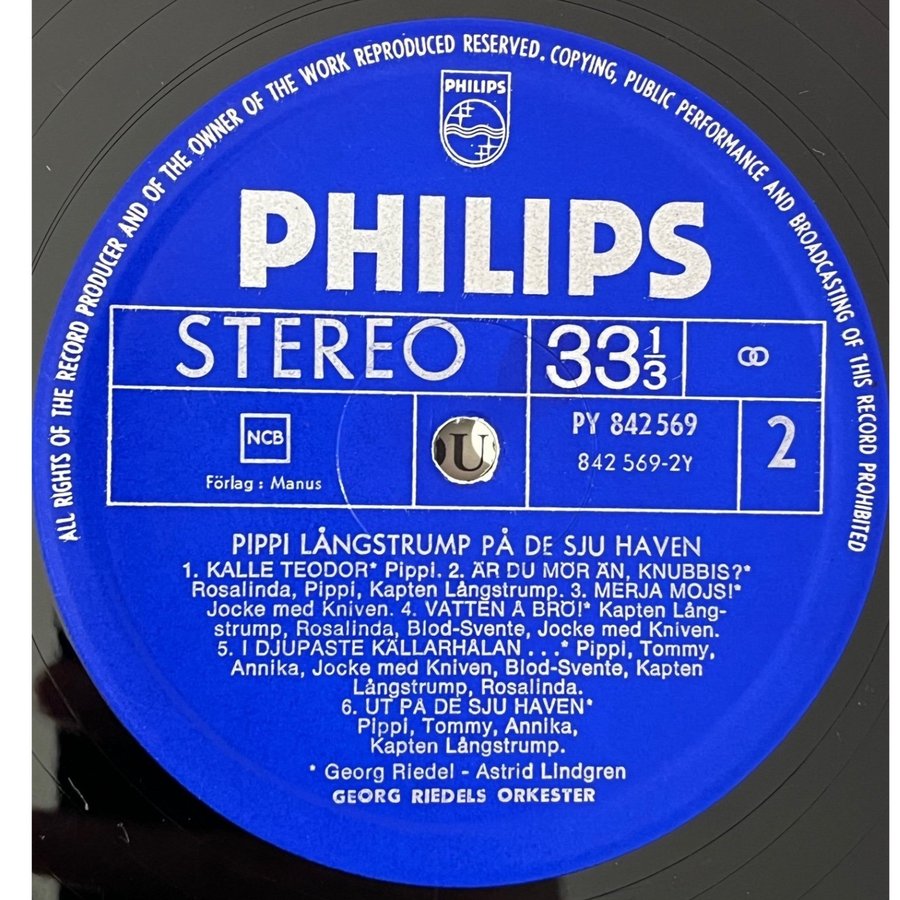 ALL RIGHTS OF THE RECORD PRODUCER AND OF THE OWNER OF THE WORK REPRODUCED RESERVED. COPYING, PUBLIC PERFORMANCE AND BROADCASTING OF THIS RECORD PROHIBITED
PHILIPS
PHILIPS
STEREO 33 1/3
NCB
Förlag : Manus
U
PY 842 569
842 569-2Y
2
PIPPI LÅNGSTRUMP PÅ DE SJU HAVEN
1. KALLE TEODOR* Pippi. 2. ÄR DU MÖR ÄN, KNUBBIS?*
Rosalinda, Pippi, Kapten Långstrump. 3. MERJA MOJS!*
Jocke med Kniven. 4. VATTEN Å BRÖ!* Kapten Lång-
strump, Rosalinda, Blod-Svente, Jocke med Kniven.
5. I DJUPASTE KÄLLARHÅLAN . . .* Pippi, Tommy,
Annika, Jocke med Kniven, Blod-Svente, Kapten
Långstrump, Rosalinda.
6. UT PÅ DE SJU HAVEN*
Pippi, Tommy, Annika,
Kapten Långstrump.
* Georg Riedel - Astrid Lindgren
GEORG RIEDELS ORKESTER